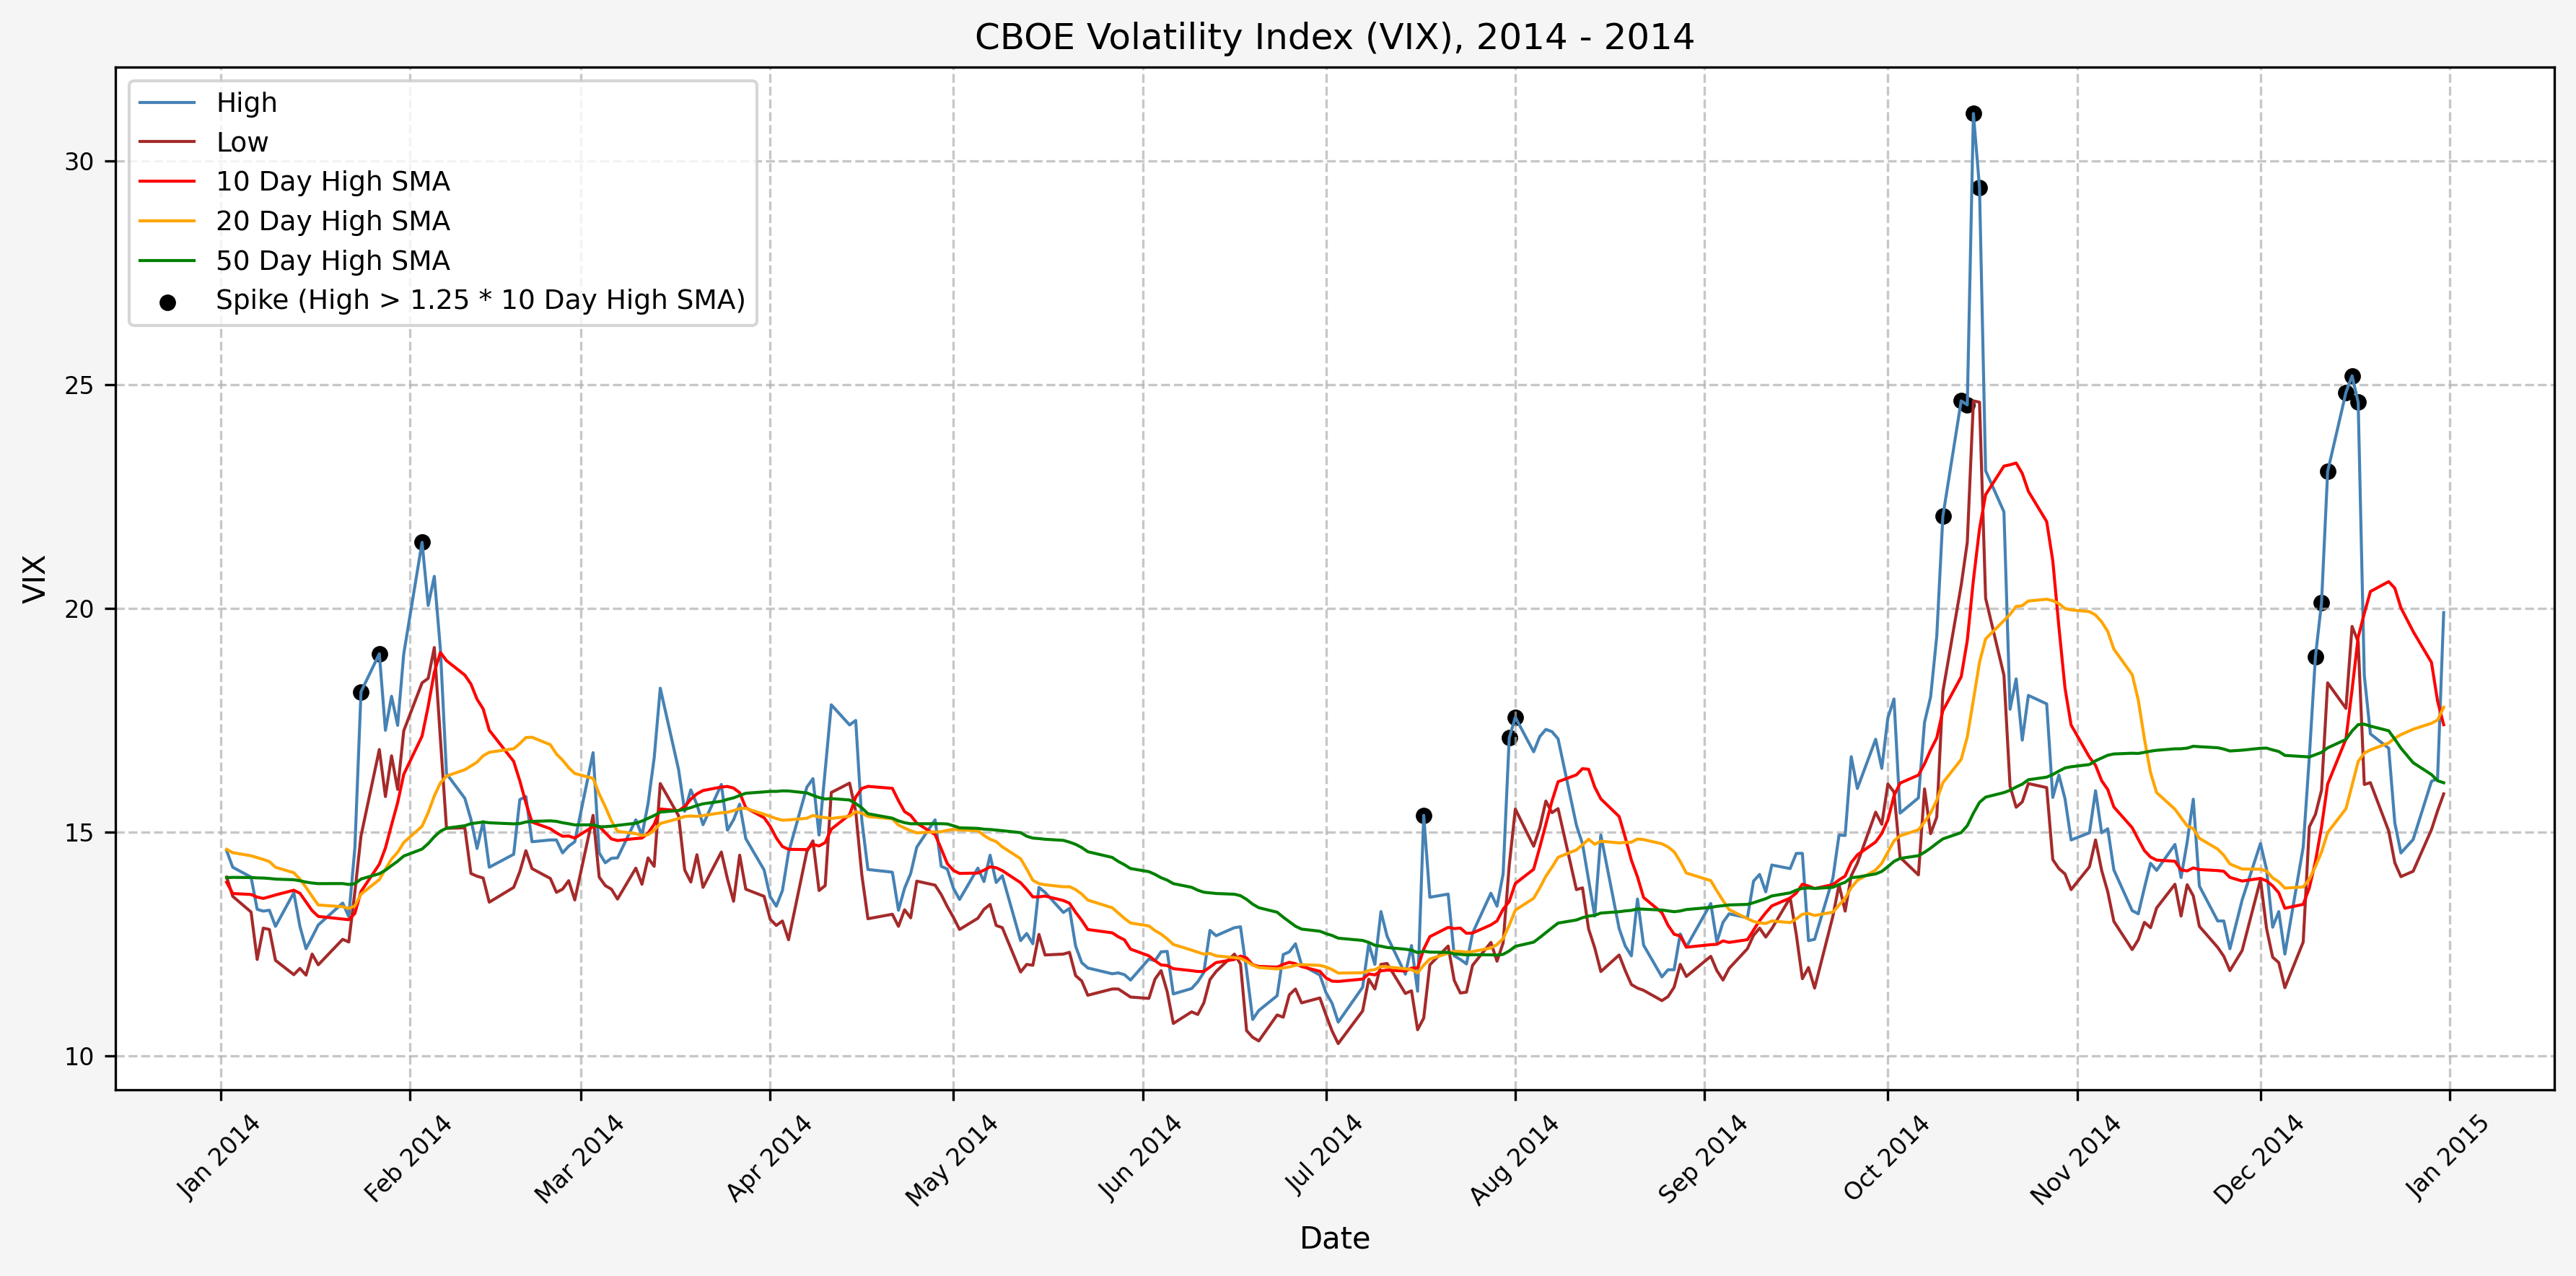 CBOE Volatility Index (VIX), 2014 - 2014
High
Low
10 Day High SMA
20 Day High SMA
50 Day High SMA
Spike (High > 1.25 * 10 Day High SMA)
VIX
30
25
20
15
10
Jan 2014
Feb 2014
Mar 2014
Apr 2014
May 2014
Jun 2014
Jul 2014
Aug 2014
Sep 2014
Oct 2014
Nov 2014
Dec 2014
Jan 2015
Date